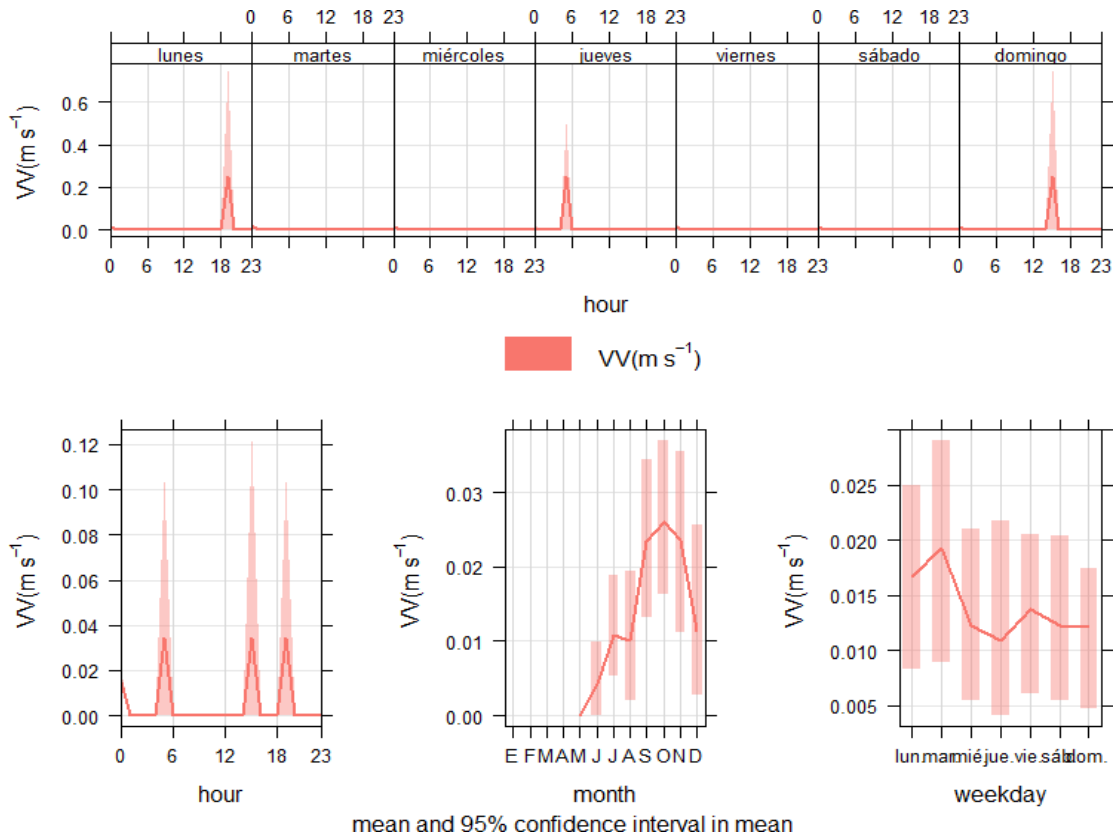 0 6 12 18 23 0 6 12 18 23 0 6 12 18 23
lunes martes miércoles jueves viernes sábado domingo
VV(m s⁻¹)
0.6
0.4
0.2
0.0
0 6 12 18 23 0 6 12 18 23 0 6 12 18 23 0 6 12 18 23
hour
VV(m s⁻¹)
VV(m s⁻¹)
0.12
0.10
0.08
0.06
0.04
0.02
0.00
0 6 12 18 23
hour
VV(m s⁻¹)
0.03
0.02
0.01
0.00
E F M A M J J A S O N D
month
VV(m s⁻¹)
0.025
0.020
0.015
0.010
0.005
lun. mar. mié. jue. vie. sáb. dom.
weekday
mean and 95% confidence interval in mean